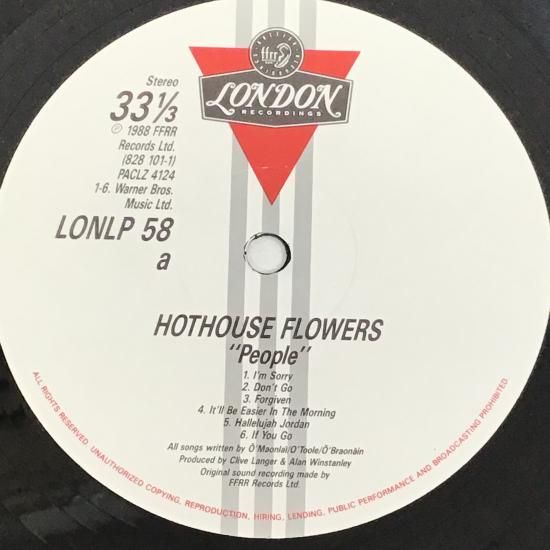 ffrr
LONDON
RECORDINGS
Stereo
33⅓
℗ 1988 FFRR
Records Ltd.
(828 101-1)
PACLZ 4124
1-6. Warner Bros.
Music Ltd.
LONLP 58
a
HOTHOUSE FLOWERS
"People"
1. I'm Sorry
2. Don't Go
3. Forgiven
4. It'll Be Easier In The Morning
5. Hallelujah Jordan
6. If You Go
All songs written by Ó'Maonlaí/O'Toole/Ó'Braonáin
Produced by Clive Langer & Alan Winstanley
Original sound recording made by
FFRR Records Ltd.
ALL RIGHTS RESERVED. UNAUTHORIZED COPYING, REPRODUCTION, HIRING, LENDING, PUBLIC PERFORMANCE AND BROADCASTING PROHIBITED